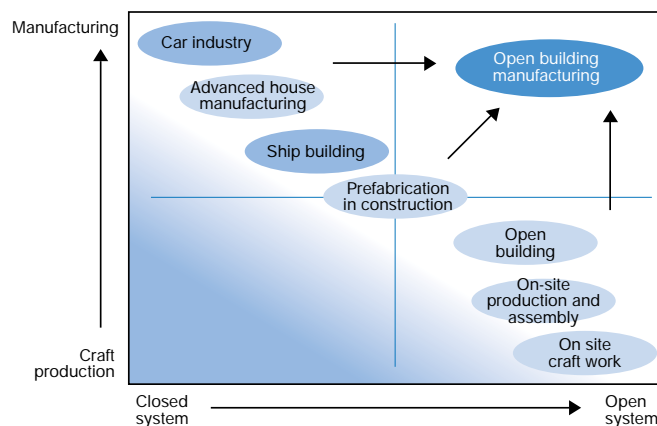 Manufacturing
Car industry
Open building
manufacturing
Advanced house
manufacturing
Ship building
Prefabrication
in construction
Open
building
On-site
production and
assembly
On site
craft work
Craft
production
Closed
system
Open
system